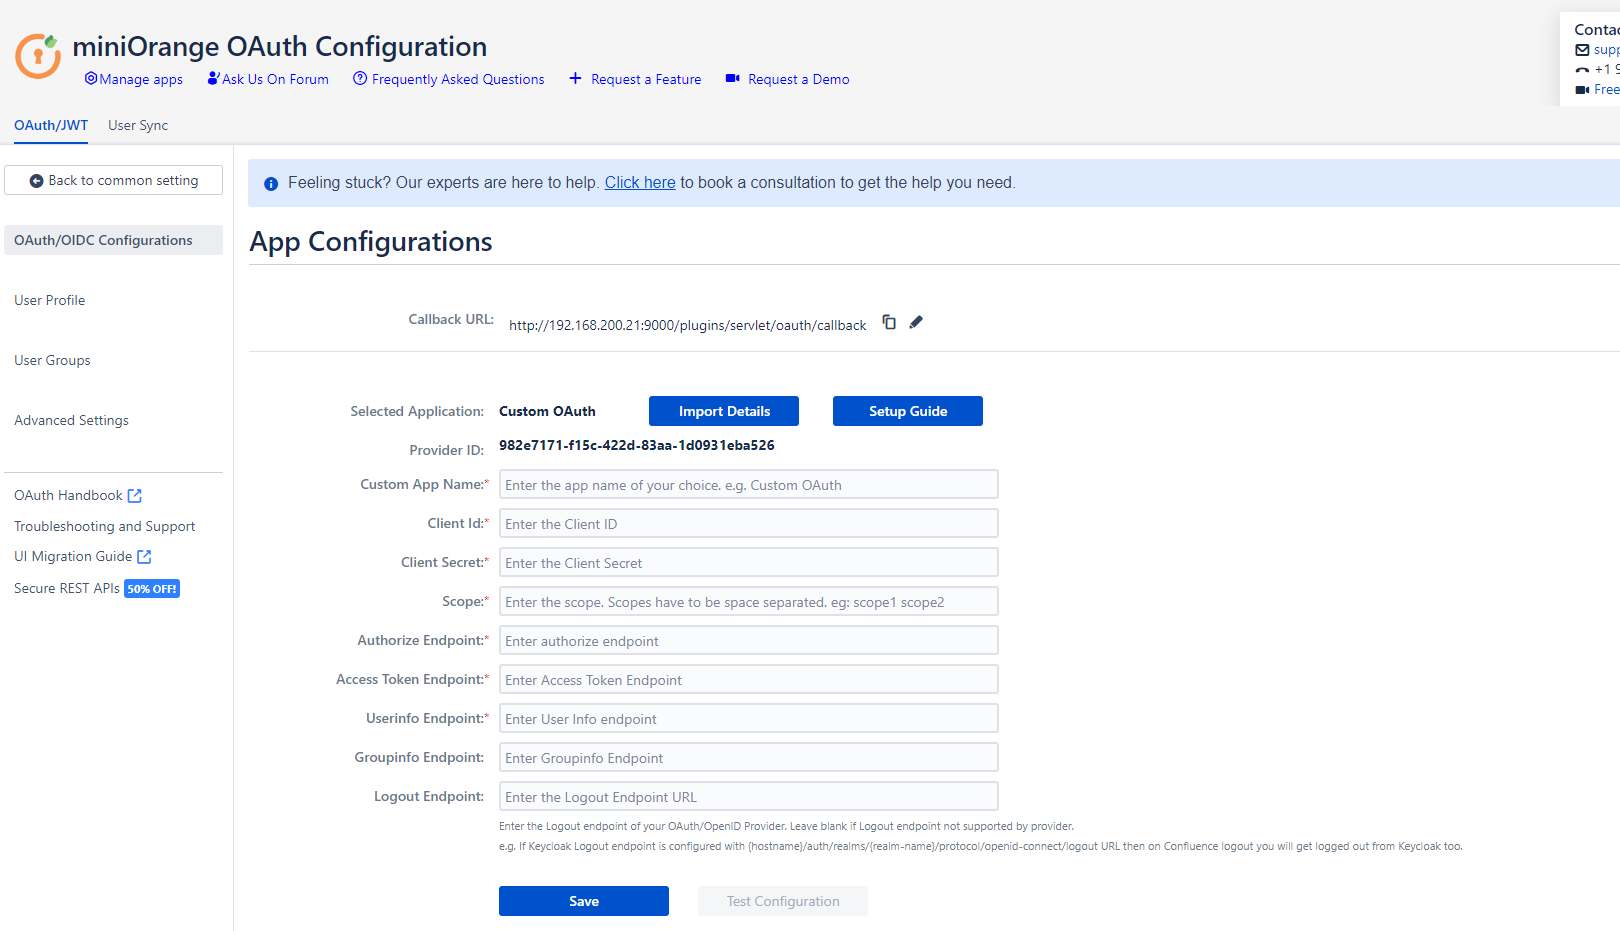 miniOrange OAuth Configuration
Manage apps Ask Us On Forum Frequently Asked Questions Request a Feature Request a Demo
+1 9
Free
OAuth/JWT User Sync
Back to common setting
Feeling stuck? Our experts are here to help. Click here to book a consultation to get the help you need.
OAuth/OIDC Configurations
App Configurations
User Profile
Callback URL: http://192.168.200.21:9000/plugins/servlet/oauth/callback
User Groups
Advanced Settings
Selected Application: Custom OAuth Import Details Setup Guide
Provider ID: 982e7171-f15c-422d-83aa-1d0931eba526
Custom App Name:* Enter the app name of your choice. e.g. Custom OAuth
OAuth Handbook
Client Id:* Enter the Client ID
Troubleshooting and Support
UI Migration Guide
Client Secret:* Enter the Client Secret
Secure REST APIs 50% OFF!
Scope:* Enter the scope. Scopes have to be space separated. eg: scope1 scope2
Authorize Endpoint:* Enter authorize endpoint
Access Token Endpoint:* Enter Access Token Endpoint
Userinfo Endpoint:* Enter User Info endpoint
Groupinfo Endpoint: Enter Groupinfo Endpoint
Logout Endpoint: Enter the Logout Endpoint URL
Enter the Logout endpoint of your OAuth/OpenID Provider. Leave blank if Logout endpoint not supported by provider.
e.g. If Keycloak Logout endpoint is configured with {hostname}/auth/realms/{realm-name}/protocol/openid-connect/logout URL then on Confluence logout you will get logged out from Keycloak too.
Save Test Configuration